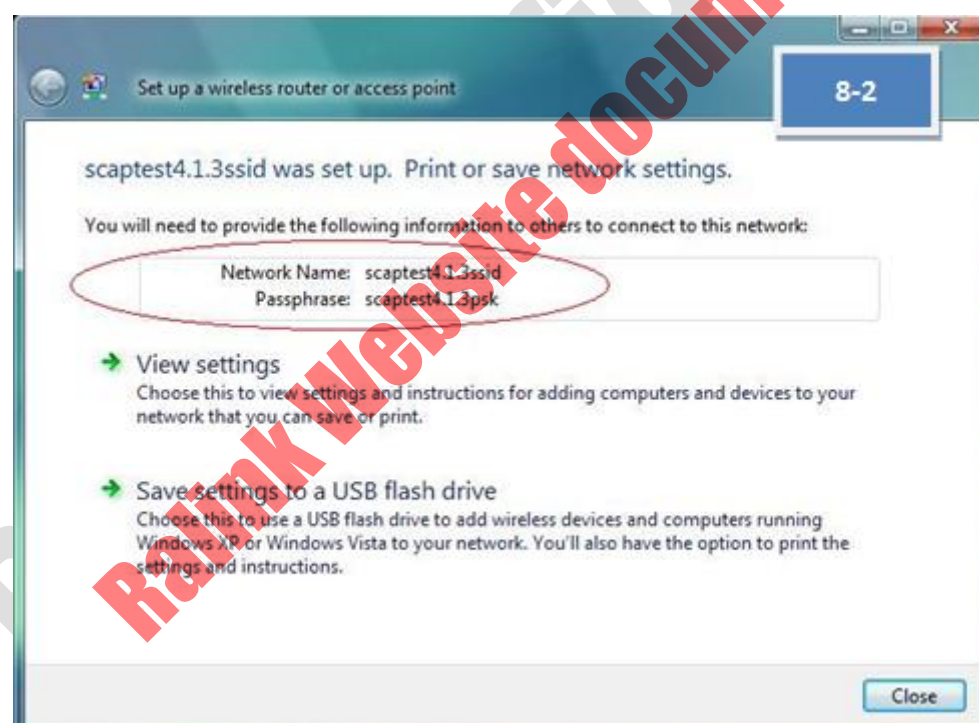 Set up a wireless router or access point
8-2
scaptest4.1.3ssid was set up. Print or save network settings.
You will need to provide the following information to others to connect to this network:
Network Name: scaptest4.1.3ssid
Passphrase: scaptest4.1.3psk
View settings
Choose this to view settings and instructions for adding computers and devices to your
network that you can save or print.
Save settings to a USB flash drive
Choose this to use a USB flash drive to add wireless devices and computers running
Windows XP or Windows Vista to your network. You'll also have the option to print the
settings and instructions.
Close
Ralink Website